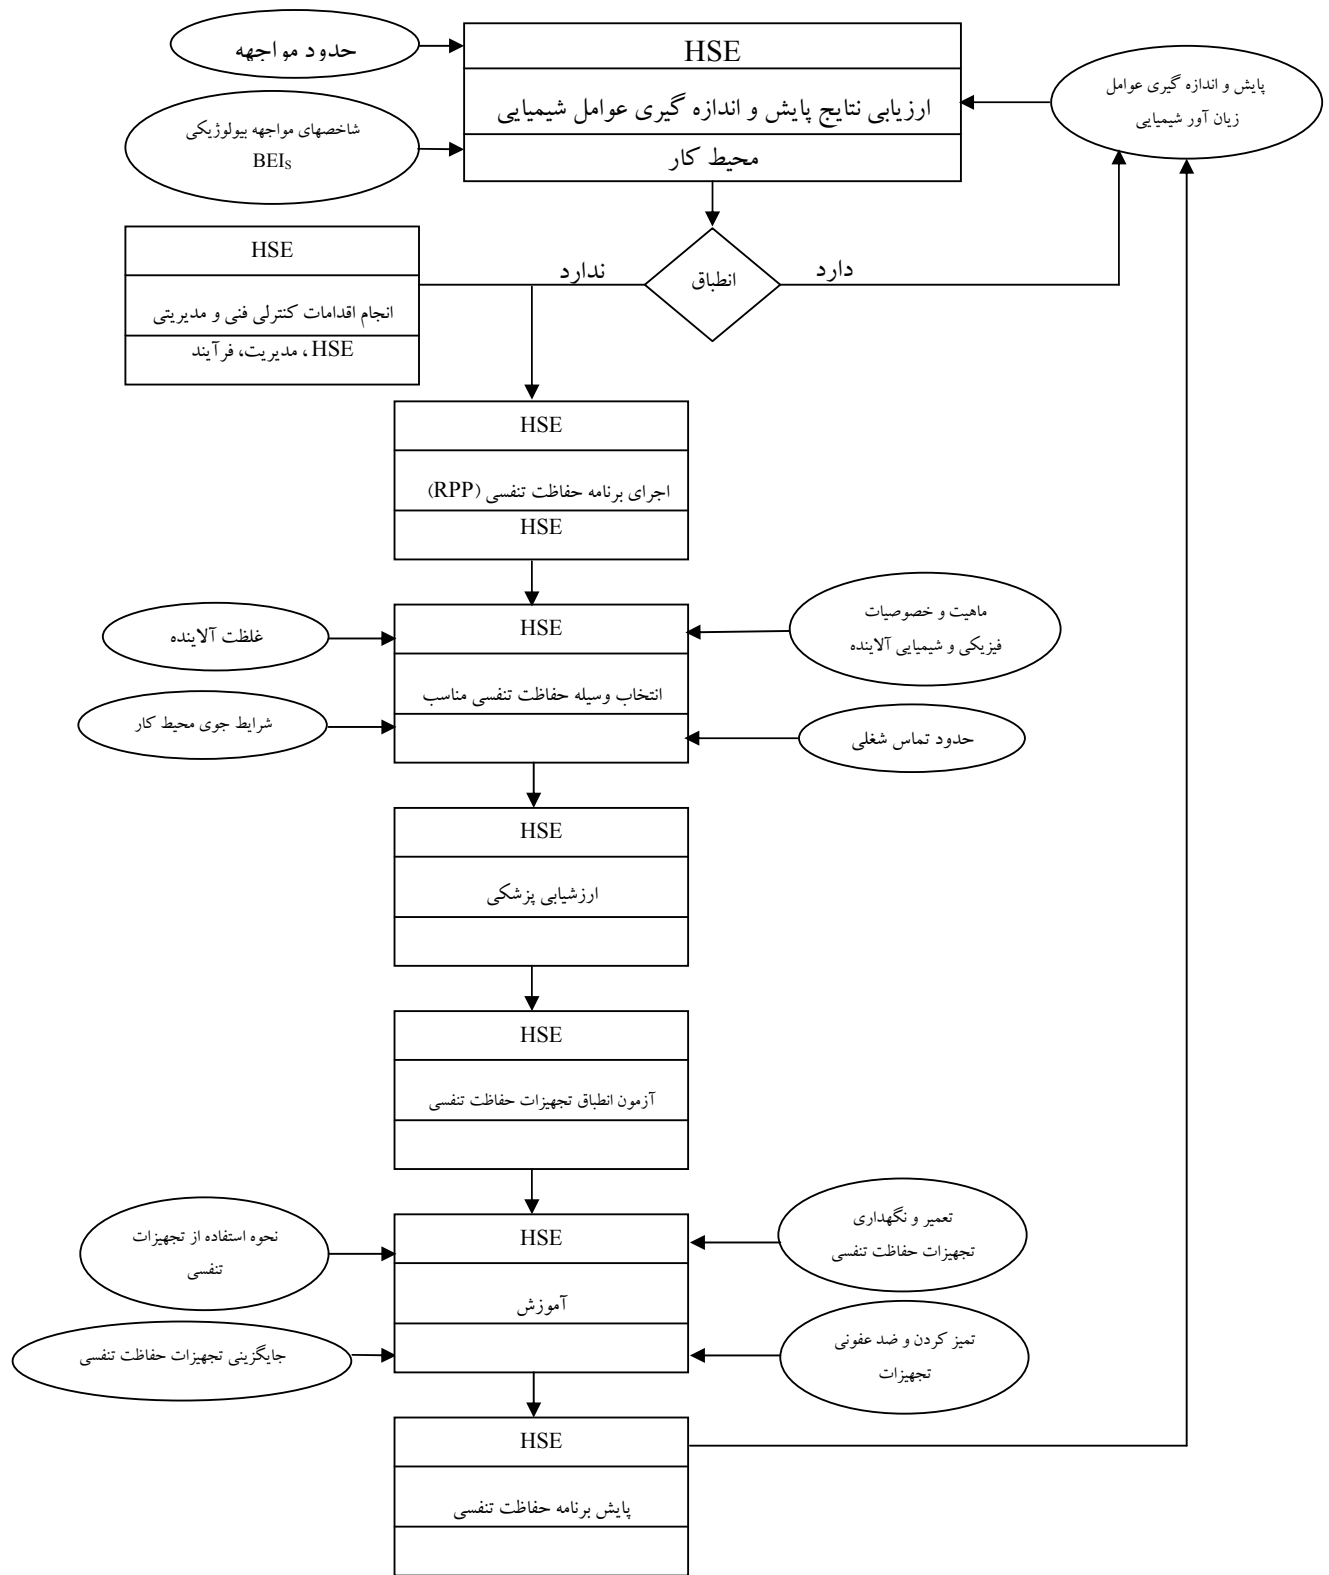 حدود مواجهه
HSE
ارزیابی نتایج پایش و اندازه گیری عوامل شیمیایی
محیط کار
پایش و اندازه گیری عوامل
زیان آور شیمیایی
شاخصهای مواجهه بیولوژیکی
BEIs
انطباق
دارد
ندارد
HSE
انجام اقدامات کنترلی فنی و مدیریتی
HSE، مدیریت، فرآیند
HSE
اجرای برنامه حفاظت تنفسی (RPP)
HSE
HSE
انتخاب وسیله حفاظت تنفسی مناسب
ماهیت و خصوصیات
فیزیکی و شیمیایی آلاینده
غلظت آلاینده
حدود تماس شغلی
شرایط جوی محیط کار
HSE
ارزشیابی پزشکی
HSE
آزمون انطباق تجهیزات حفاظت تنفسی
HSE
آموزش
تعمیر و نگهداری
تجهیزات حفاظت تنفسی
نحوه استفاده از تجهیزات
تنفسی
تمیز کردن و ضد عفونی
تجهیزات
جایگزینی تجهیزات حفاظت تنفسی
HSE
پایش برنامه حفاظت تنفسی